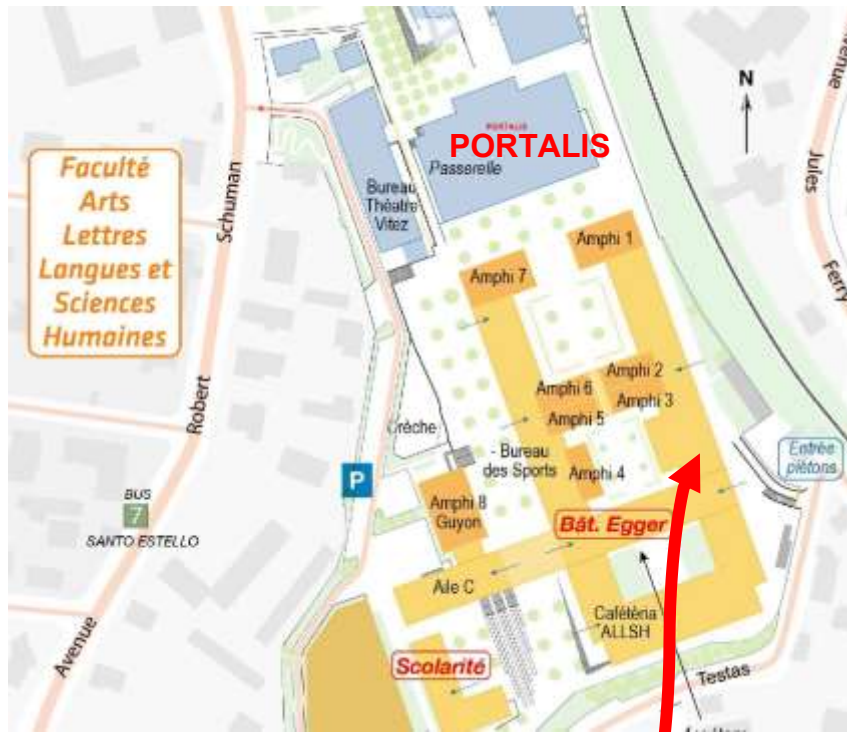 Avenue
Jules
Ferry
N
PORTALIS
PORTALIS
Passerelle
Bureau
Théatre
Vitez
Faculté
Arts
Lettres
Langues et
Sciences
Humaines
Schuman
Robert
Avenue
Amphi 1
Amphi 7
Amphi 2
Amphi 6
Amphi 3
Amphi 5
Crèche
- Bureau
des Sports
Amphi 4
Entrée
piétons
P
Amphi 8
Guyon
BUS
7
SANTO ESTELLO
Bât. Egger
Aile C
Cafétéria
ALLSH
Scolarité
Testas